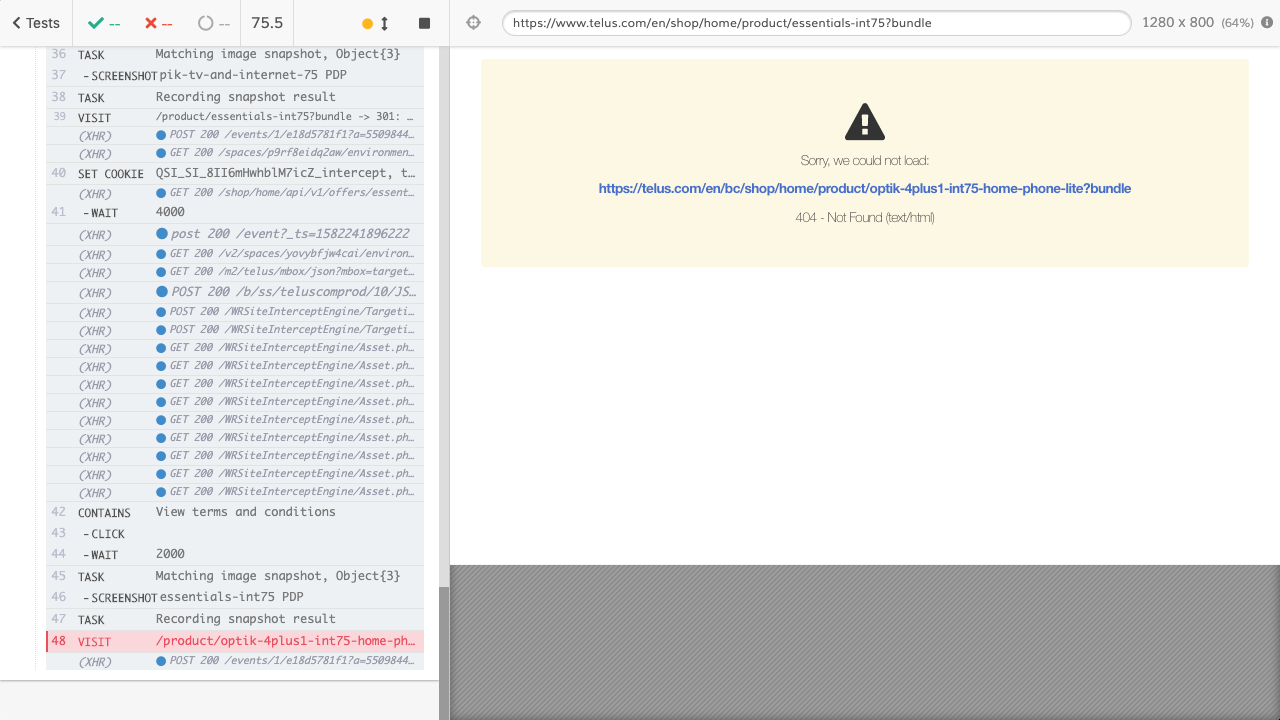 Tests
--
--
--
75.5
https://www.telus.com/en/shop/home/product/essentials-int75?bundle
1280 x 800 (64%)
36 TASK Matching image snapshot, Object{3}
37 -SCREENSHOT pik-tv-and-internet-75 PDP
38 TASK Recording snapshot result
39 VISIT /product/essentials-int75?bundle -> 301: …
(XHR) POST 200 /events/1/e18d5781f1?a=5509844…
(XHR) GET 200 /spaces/p9rf8eidq2aw/environmen…
40 SET COOKIE QSI_SI_8II6mHwhblM7icZ_intercept, t…
(XHR) GET 200 /shop/home/api/v1/offers/essent…
41 -WAIT 4000
(XHR) post 200 /event?_ts=1582241896222
(XHR) GET 200 /v2/spaces/yovybfjw4cai/environ…
(XHR) GET 200 /m2/telus/mbox/json?mbox=target…
(XHR) POST 200 /b/ss/teluscomprod/10/JS…
(XHR) POST 200 /WRSiteInterceptEngine/Targeti…
(XHR) POST 200 /WRSiteInterceptEngine/Targeti…
(XHR) GET 200 /WRSiteInterceptEngine/Asset.ph…
(XHR) GET 200 /WRSiteInterceptEngine/Asset.ph…
(XHR) GET 200 /WRSiteInterceptEngine/Asset.ph…
(XHR) GET 200 /WRSiteInterceptEngine/Asset.ph…
(XHR) GET 200 /WRSiteInterceptEngine/Asset.ph…
(XHR) GET 200 /WRSiteInterceptEngine/Asset.ph…
(XHR) GET 200 /WRSiteInterceptEngine/Asset.ph…
(XHR) GET 200 /WRSiteInterceptEngine/Asset.ph…
(XHR) GET 200 /WRSiteInterceptEngine/Asset.ph…
42 CONTAINS View terms and conditions
43 -CLICK
44 -WAIT 2000
45 TASK Matching image snapshot, Object{3}
46 -SCREENSHOT essentials-int75 PDP
47 TASK Recording snapshot result
48 VISIT /product/optik-4plus1-int75-home-ph…
(XHR) POST 200 /events/1/e18d5781f1?a=5509844…
Sorry, we could not load:
https://telus.com/en/bc/shop/home/product/optik-4plus1-int75-home-phone-lite?bundle
404 - Not Found (text/html)